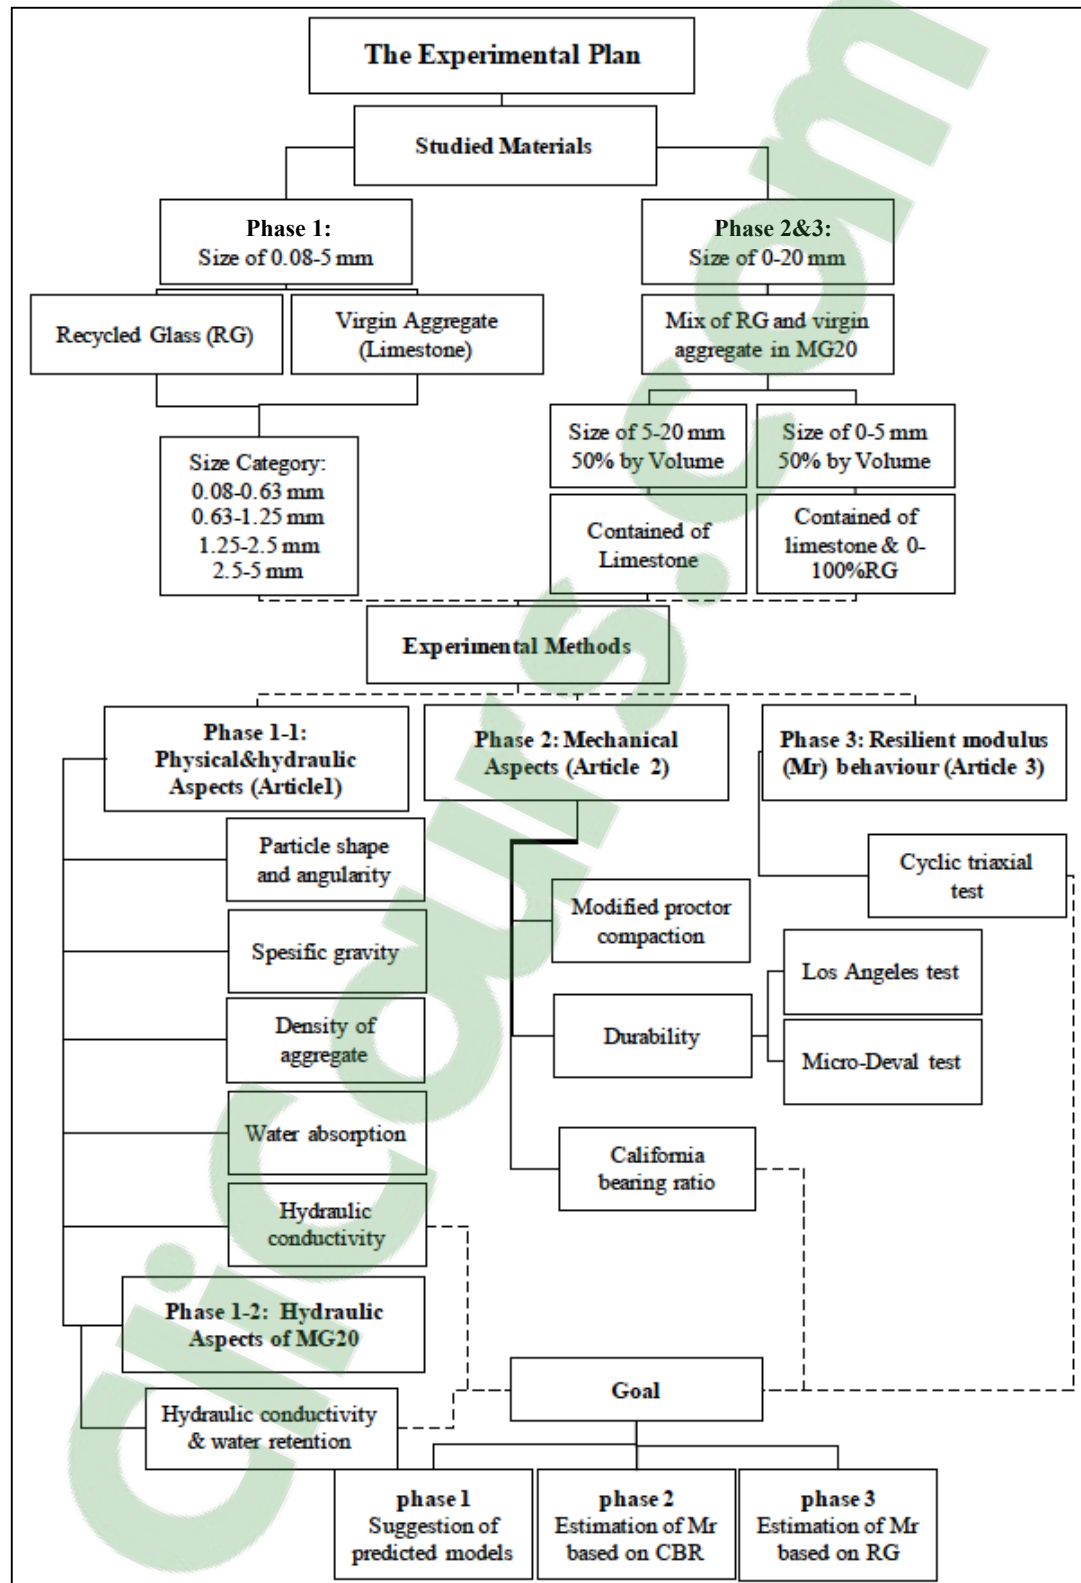 The Experimental Plan
Studied Materials
Phase 1:
Size of 0.08-5 mm
Phase 2&3:
Size of 0-20 mm
Recycled Glass (RG)
Virgin Aggregate
(Limestone)
Mix of RG and virgin
aggregate in MG20
Size Category:
0.08-0.63 mm
0.63-1.25 mm
1.25-2.5 mm
2.5-5 mm
Size of 5-20 mm
50% by Volume
Size of 0-5 mm
50% by Volume
Contained of
Limestone
Contained of
limestone & 0-
100%RG
Experimental Methods
Phase 1-1:
Physical&hydraulic
Aspects (Article1)
Phase 2: Mechanical
Aspects (Article 2)
Phase 3: Resilient modulus
(Mr) behaviour (Article 3)
Particle shape
and angularity
Spesific gravity
Density of
aggregate
Water absorption
Hydraulic
conductivity
Phase 1-2: Hydraulic
Aspects of MG20
Hydraulic conductivity
& water retention
Modified proctor
compaction
Durability
Los Angeles test
Micro-Deval test
California
bearing ratio
Cyclic triaxial
test
Goal
phase 1
Suggestion of
predicted models
phase 2
Estimation of Mr
based on CBR
phase 3
Estimation of Mr
based on RG
Clicours.com